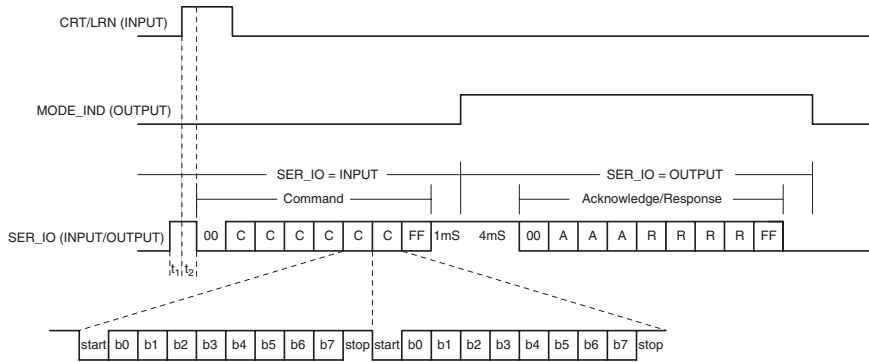 CRT/LRN (INPUT)
MODE_IND (OUTPUT)
SER_IO = INPUT SER_IO = OUTPUT
Command Acknowledge/Response
SER_IO (INPUT/OUTPUT) 00 C C C C C C FF 1mS 4mS 00 A A A R R R R FF
t1 t2
start b0 b1 b2 b3 b4 b5 b6 b7 stop start b0 b1 b2 b3 b4 b5 b6 b7 stop